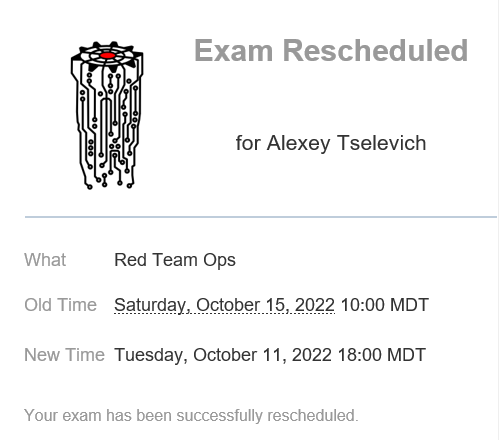 Exam Rescheduled
for Alexey Tselevich
What Red Team Ops
Old Time Saturday, October 15, 2022 10:00 MDT
New Time Tuesday, October 11, 2022 18:00 MDT
Your exam has been successfully rescheduled.